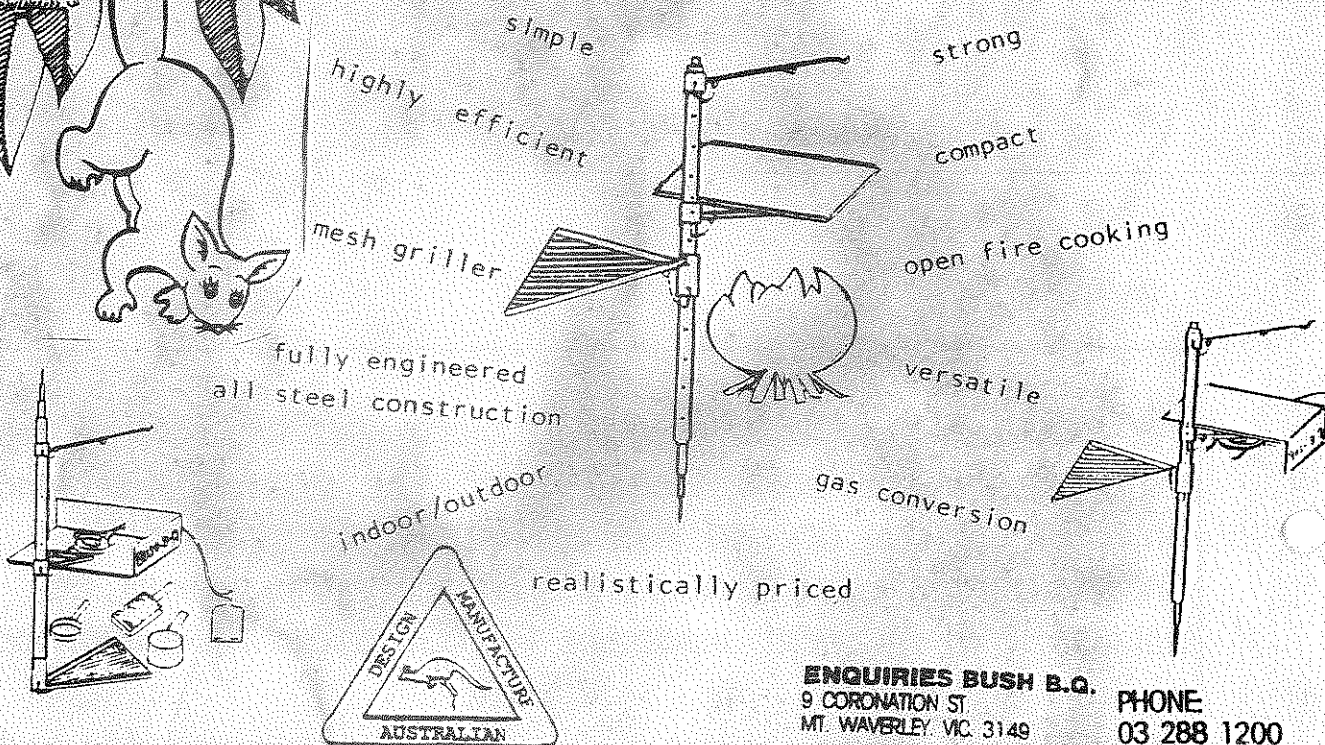 simple
strong
highly efficient
compact
mesh griller
open fire cooking
fully engineered
all steel construction
versatile
indoor/outdoor
gas conversion
realistically priced
DESIGN
MANUFACTURE
AUSTRALIAN
ENQUIRIES BUSH B.Q.
9 CORONATION ST
MT. WAVERLEY VIC. 3149
PHONE
03 288 1200